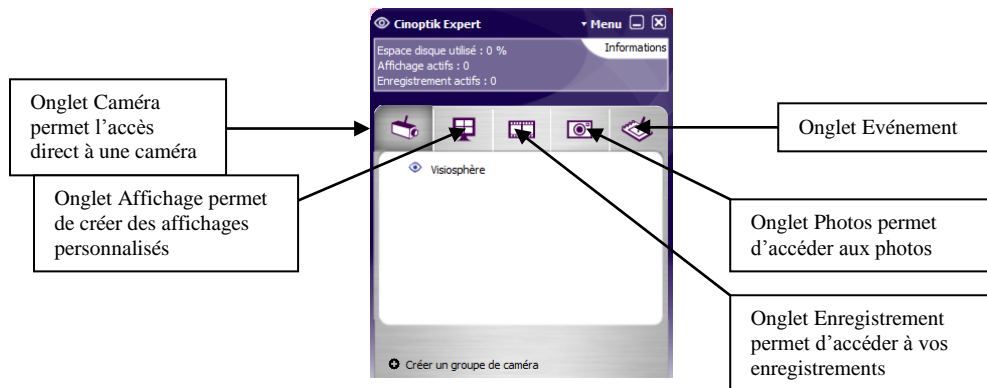 Cinoptik Expert
Menu
Espace disque utilisé : 0 %
Informations
Affichage actifs : 0
Enregistrement actifs : 0
Onglet Caméra
permet l'accès
direct à une caméra
Onglet Evénement
Visiosphère
Onglet Affichage permet
de créer des affichages
personnalisés
Onglet Photos permet
d'accéder aux photos
Onglet Enregistrement
permet d'accéder à vos
enregistrements
Créer un groupe de caméra